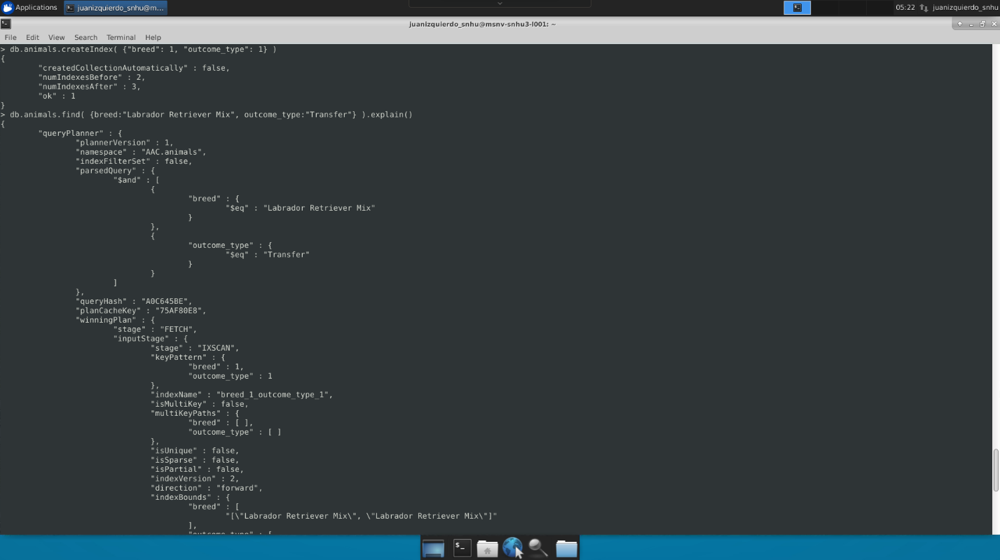 Applications
juanizquierdo_snhu@m...
05:22
juanizquierdo_snhu
juanizquierdo_snhu@msnv-snhu3-l001: ~
File Edit View Search Terminal Help
> db.animals.createIndex( {"breed": 1, "outcome_type": 1} )
{
"createdCollectionAutomatically" : false,
"numIndexesBefore" : 2,
"numIndexesAfter" : 3,
"ok" : 1
}
> db.animals.find( {breed:"Labrador Retriever Mix", outcome_type:"Transfer"} ).explain()
{
"queryPlanner" : {
"plannerVersion" : 1,
"namespace" : "AAC.animals",
"indexFilterSet" : false,
"parsedQuery" : {
"$and" : [
{
"breed" : {
"$eq" : "Labrador Retriever Mix"
}
},
{
"outcome_type" : {
"$eq" : "Transfer"
}
}
]
},
"queryHash" : "A0C645BE",
"planCacheKey" : "75AF80E8",
"winningPlan" : {
"stage" : "FETCH",
"inputStage" : {
"stage" : "IXSCAN",
"keyPattern" : {
"breed" : 1,
"outcome_type" : 1
},
"indexName" : "breed_1_outcome_type_1",
"isMultiKey" : false,
"multiKeyPaths" : {
"breed" : [ ],
"outcome_type" : [ ]
},
"isUnique" : false,
"isSparse" : false,
"isPartial" : false,
"indexVersion" : 2,
"direction" : "forward",
"indexBounds" : {
"breed" : [
"[\"Labrador Retriever Mix\", \"Labrador Retriever Mix\"]"
],
"outcome_type" : [